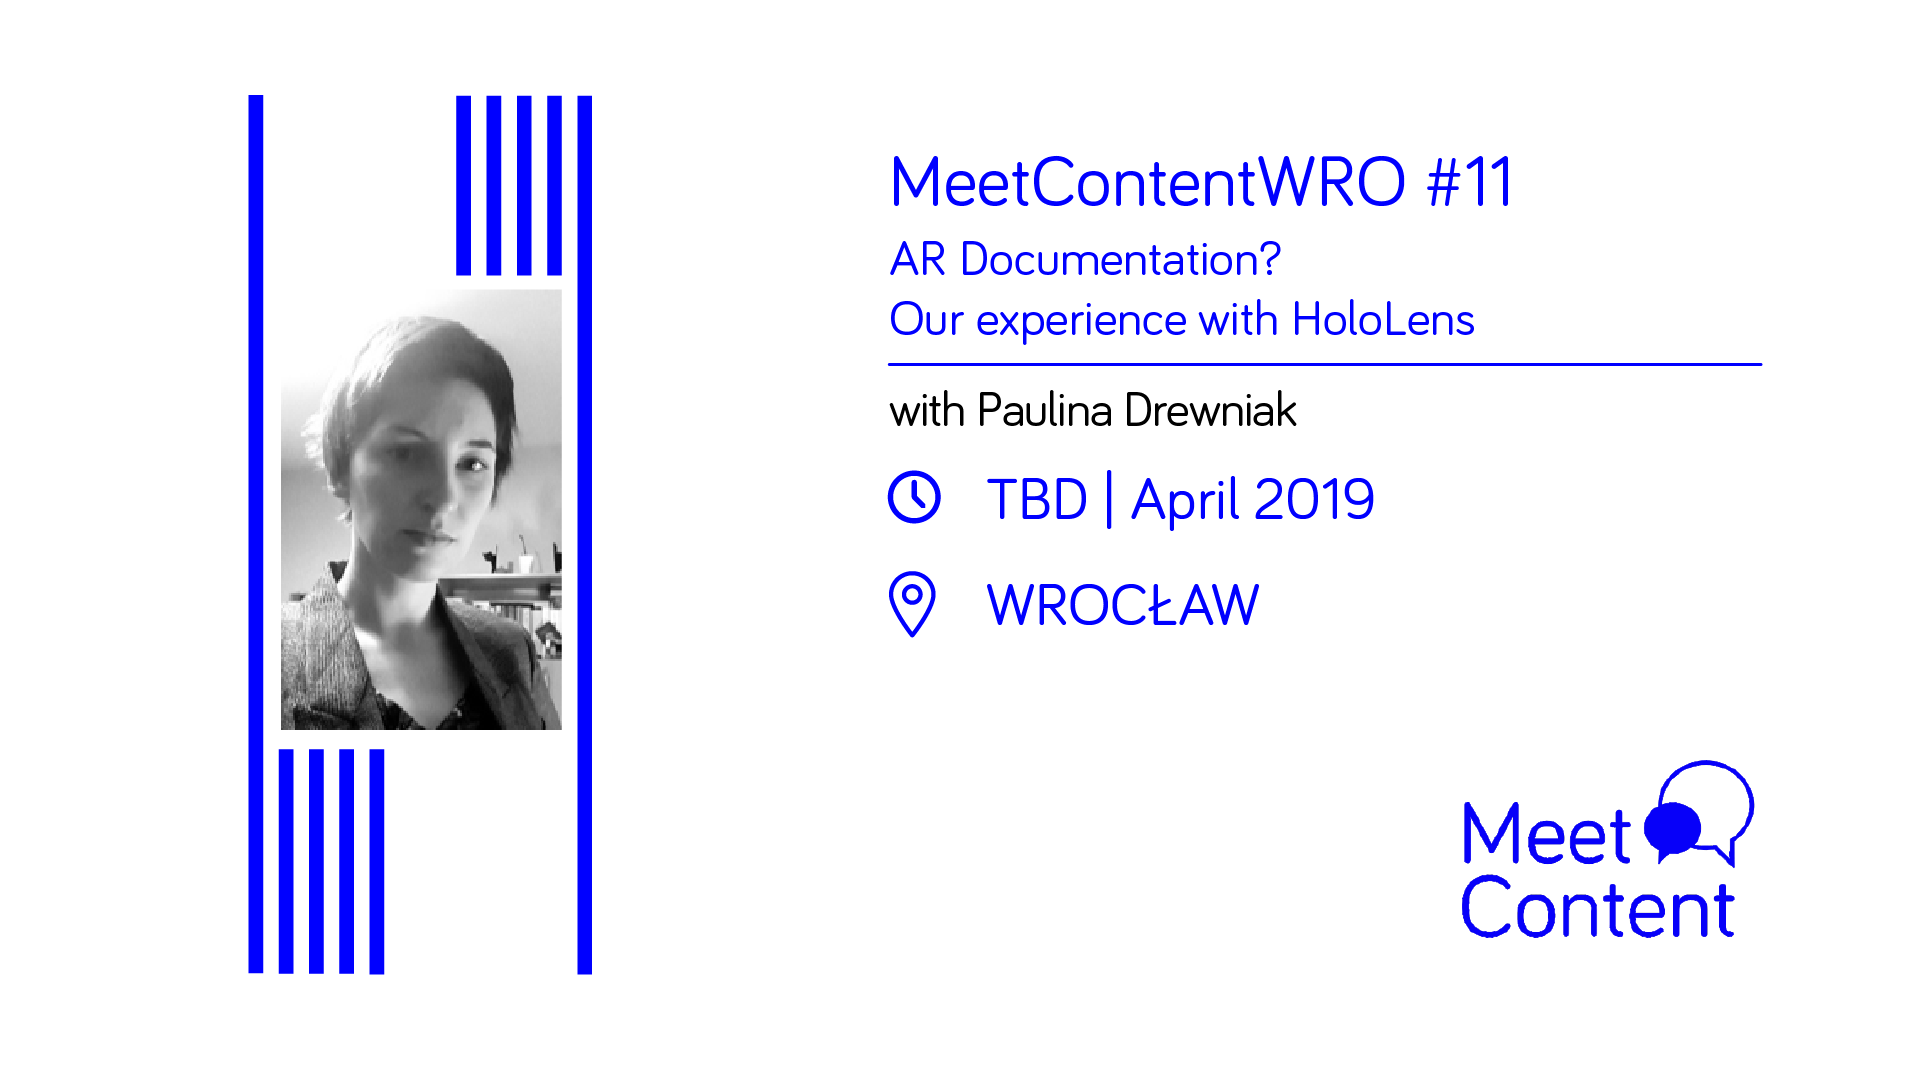 MeetContentWRO #11
AR Documentation?
Our experience with HoloLens
with Paulina Drewniak
TBD | April 2019
WROCŁAW
Meet
Content